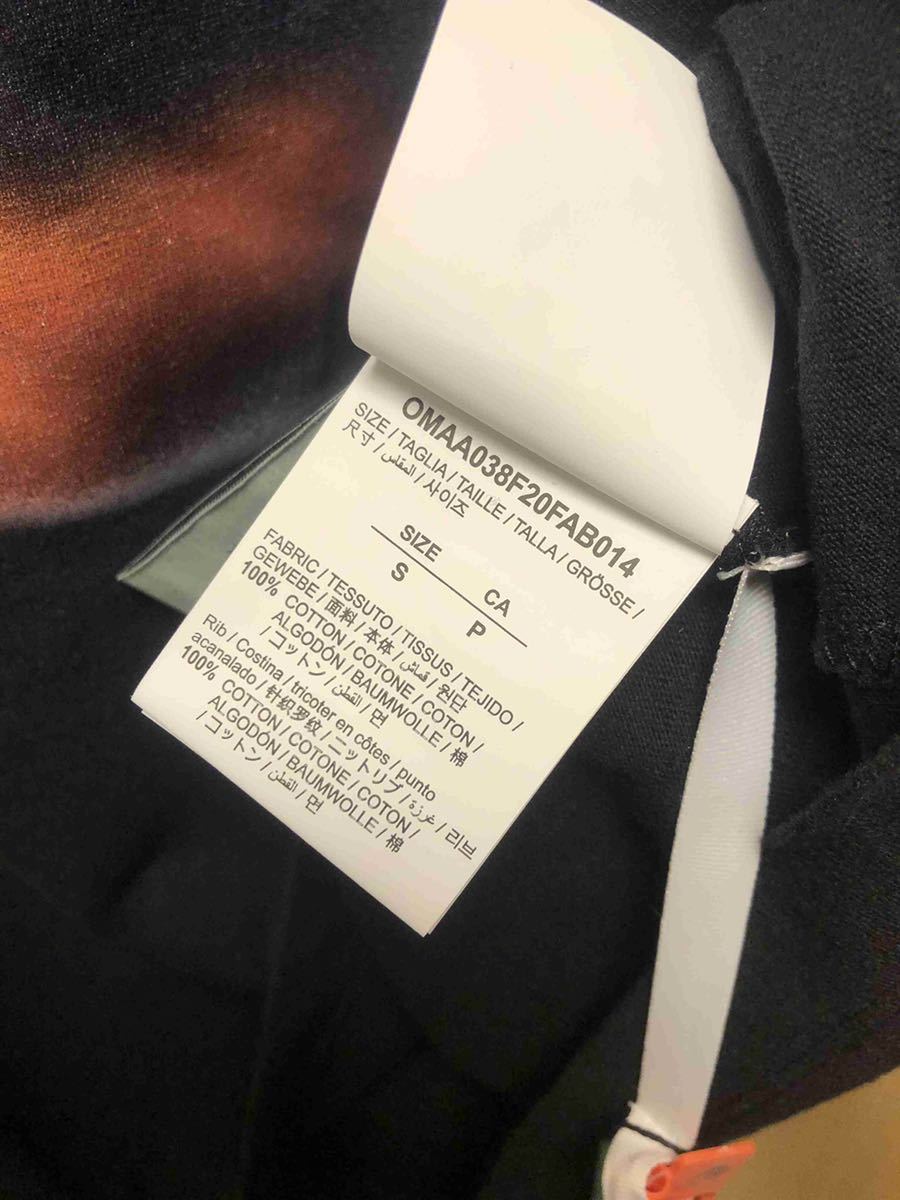 OMAA038F20FAB014
SIZE / TAGLIA / TAILLE / TALLA / GRÖSSE /
尺寸 / المقاس / 사이즈
SIZE CA
S P
FABRIC / TESSUTO / TISSUS / TEJIDO /
GEWEBE / 面料 / 本体 / قماش / 원단
100% COTTON / COTONE / COTON /
ALGODÓN / BAUMWOLLE / 棉
/ コットン / القطن / 면
Rib / Costina / tricoter en côtes / punto
acanalado / 针织罗纹 / ニットリブ / غرزة / 리브
100% COTTON / COTONE / COTON /
ALGODÓN / BAUMWOLLE / 棉
/ コットン / القطن / 면